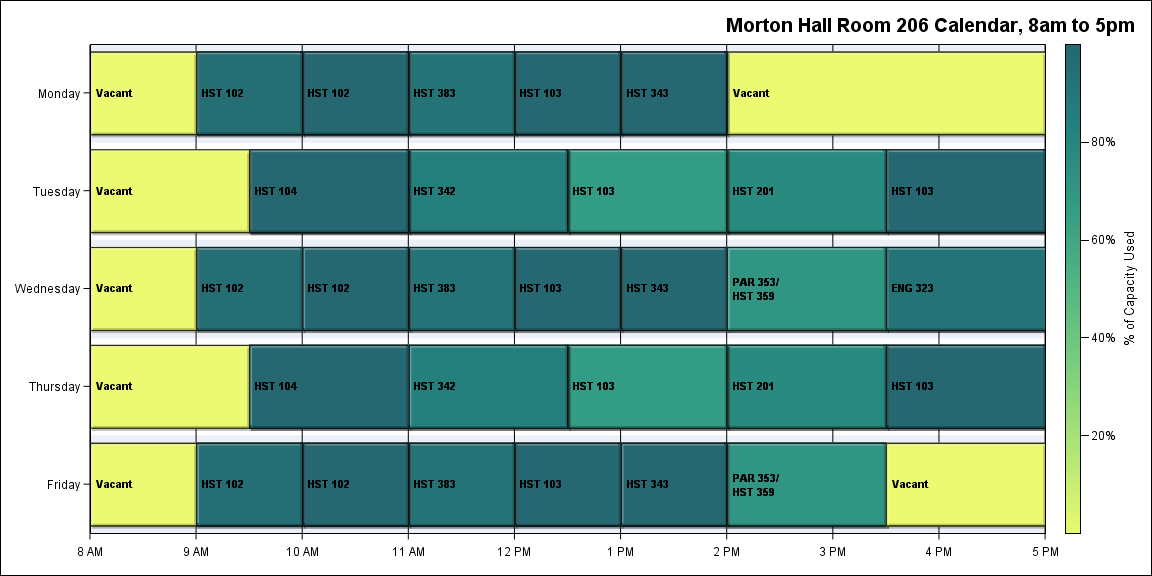 Morton Hall Room 206 Calendar, 8am to 5pm
Monday
Vacant
HST 102
HST 102
HST 383
HST 103
HST 343
Vacant
Tuesday
Vacant
HST 104
HST 342
HST 103
HST 201
HST 103
Wednesday
Vacant
HST 102
HST 102
HST 383
HST 103
HST 343
PAR 353/
HST 359
ENG 323
Thursday
Vacant
HST 104
HST 342
HST 103
HST 201
HST 103
Friday
Vacant
HST 102
HST 102
HST 383
HST 103
HST 343
PAR 353/
HST 359
Vacant
8 AM
9 AM
10 AM
11 AM
12 PM
1 PM
2 PM
3 PM
4 PM
5 PM
80%
60%
40%
20%
% of Capacity Used